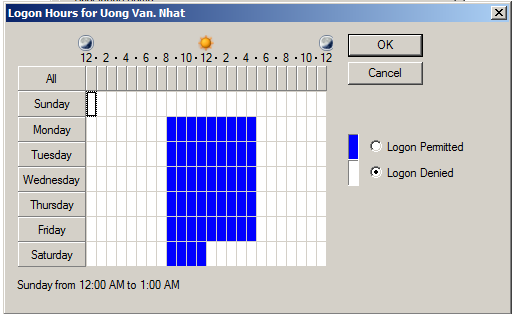 Logon Hours for Uong Van. Nhat
OK
12 · 2 · 4 · 6 · 8 · 10 · 12 · 2 · 4 · 6 · 8 · 10 · 12
Cancel
All
Sunday
Monday
Logon Permitted
Tuesday
Logon Denied
Wednesday
Thursday
Friday
Saturday
Sunday from 12:00 AM to 1:00 AM